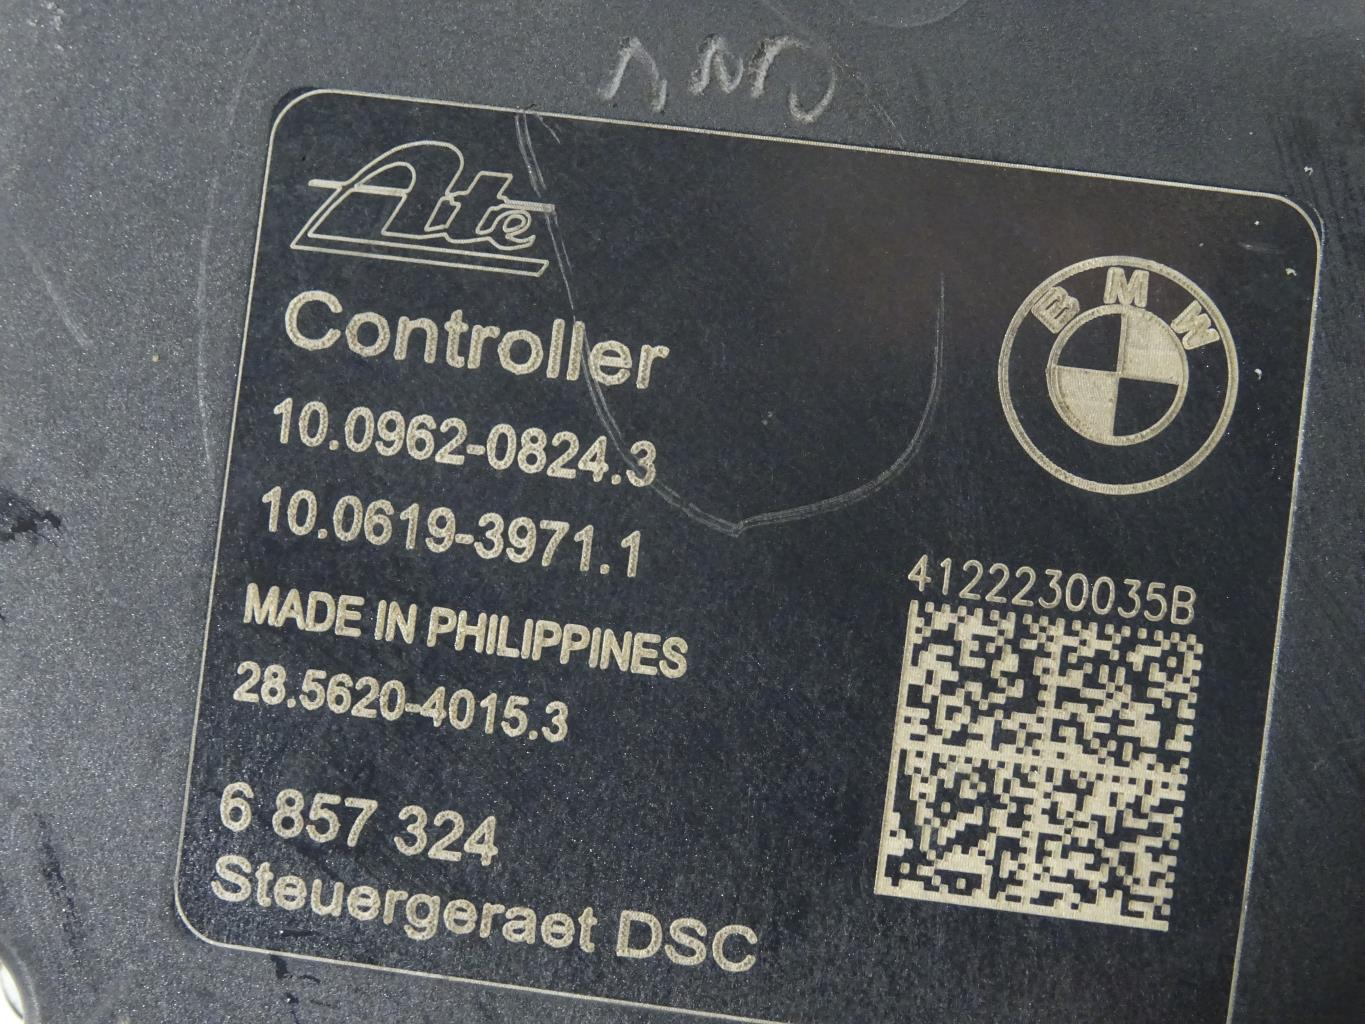 Ate
Controller
10.0962-0824.3
10.0619-3971.1
MADE IN PHILIPPINES
28.5620-4015.3
6 857 324
Steuergeraet DSC
BMW
4122230035B